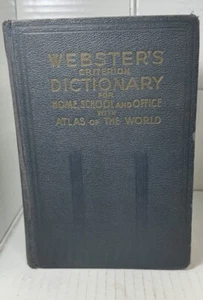 WEBSTER'S
CRITERION
DICTIONARY
FOR
HOME, SCHOOL AND OFFICE
WITH
ATLAS OF THE WORLD